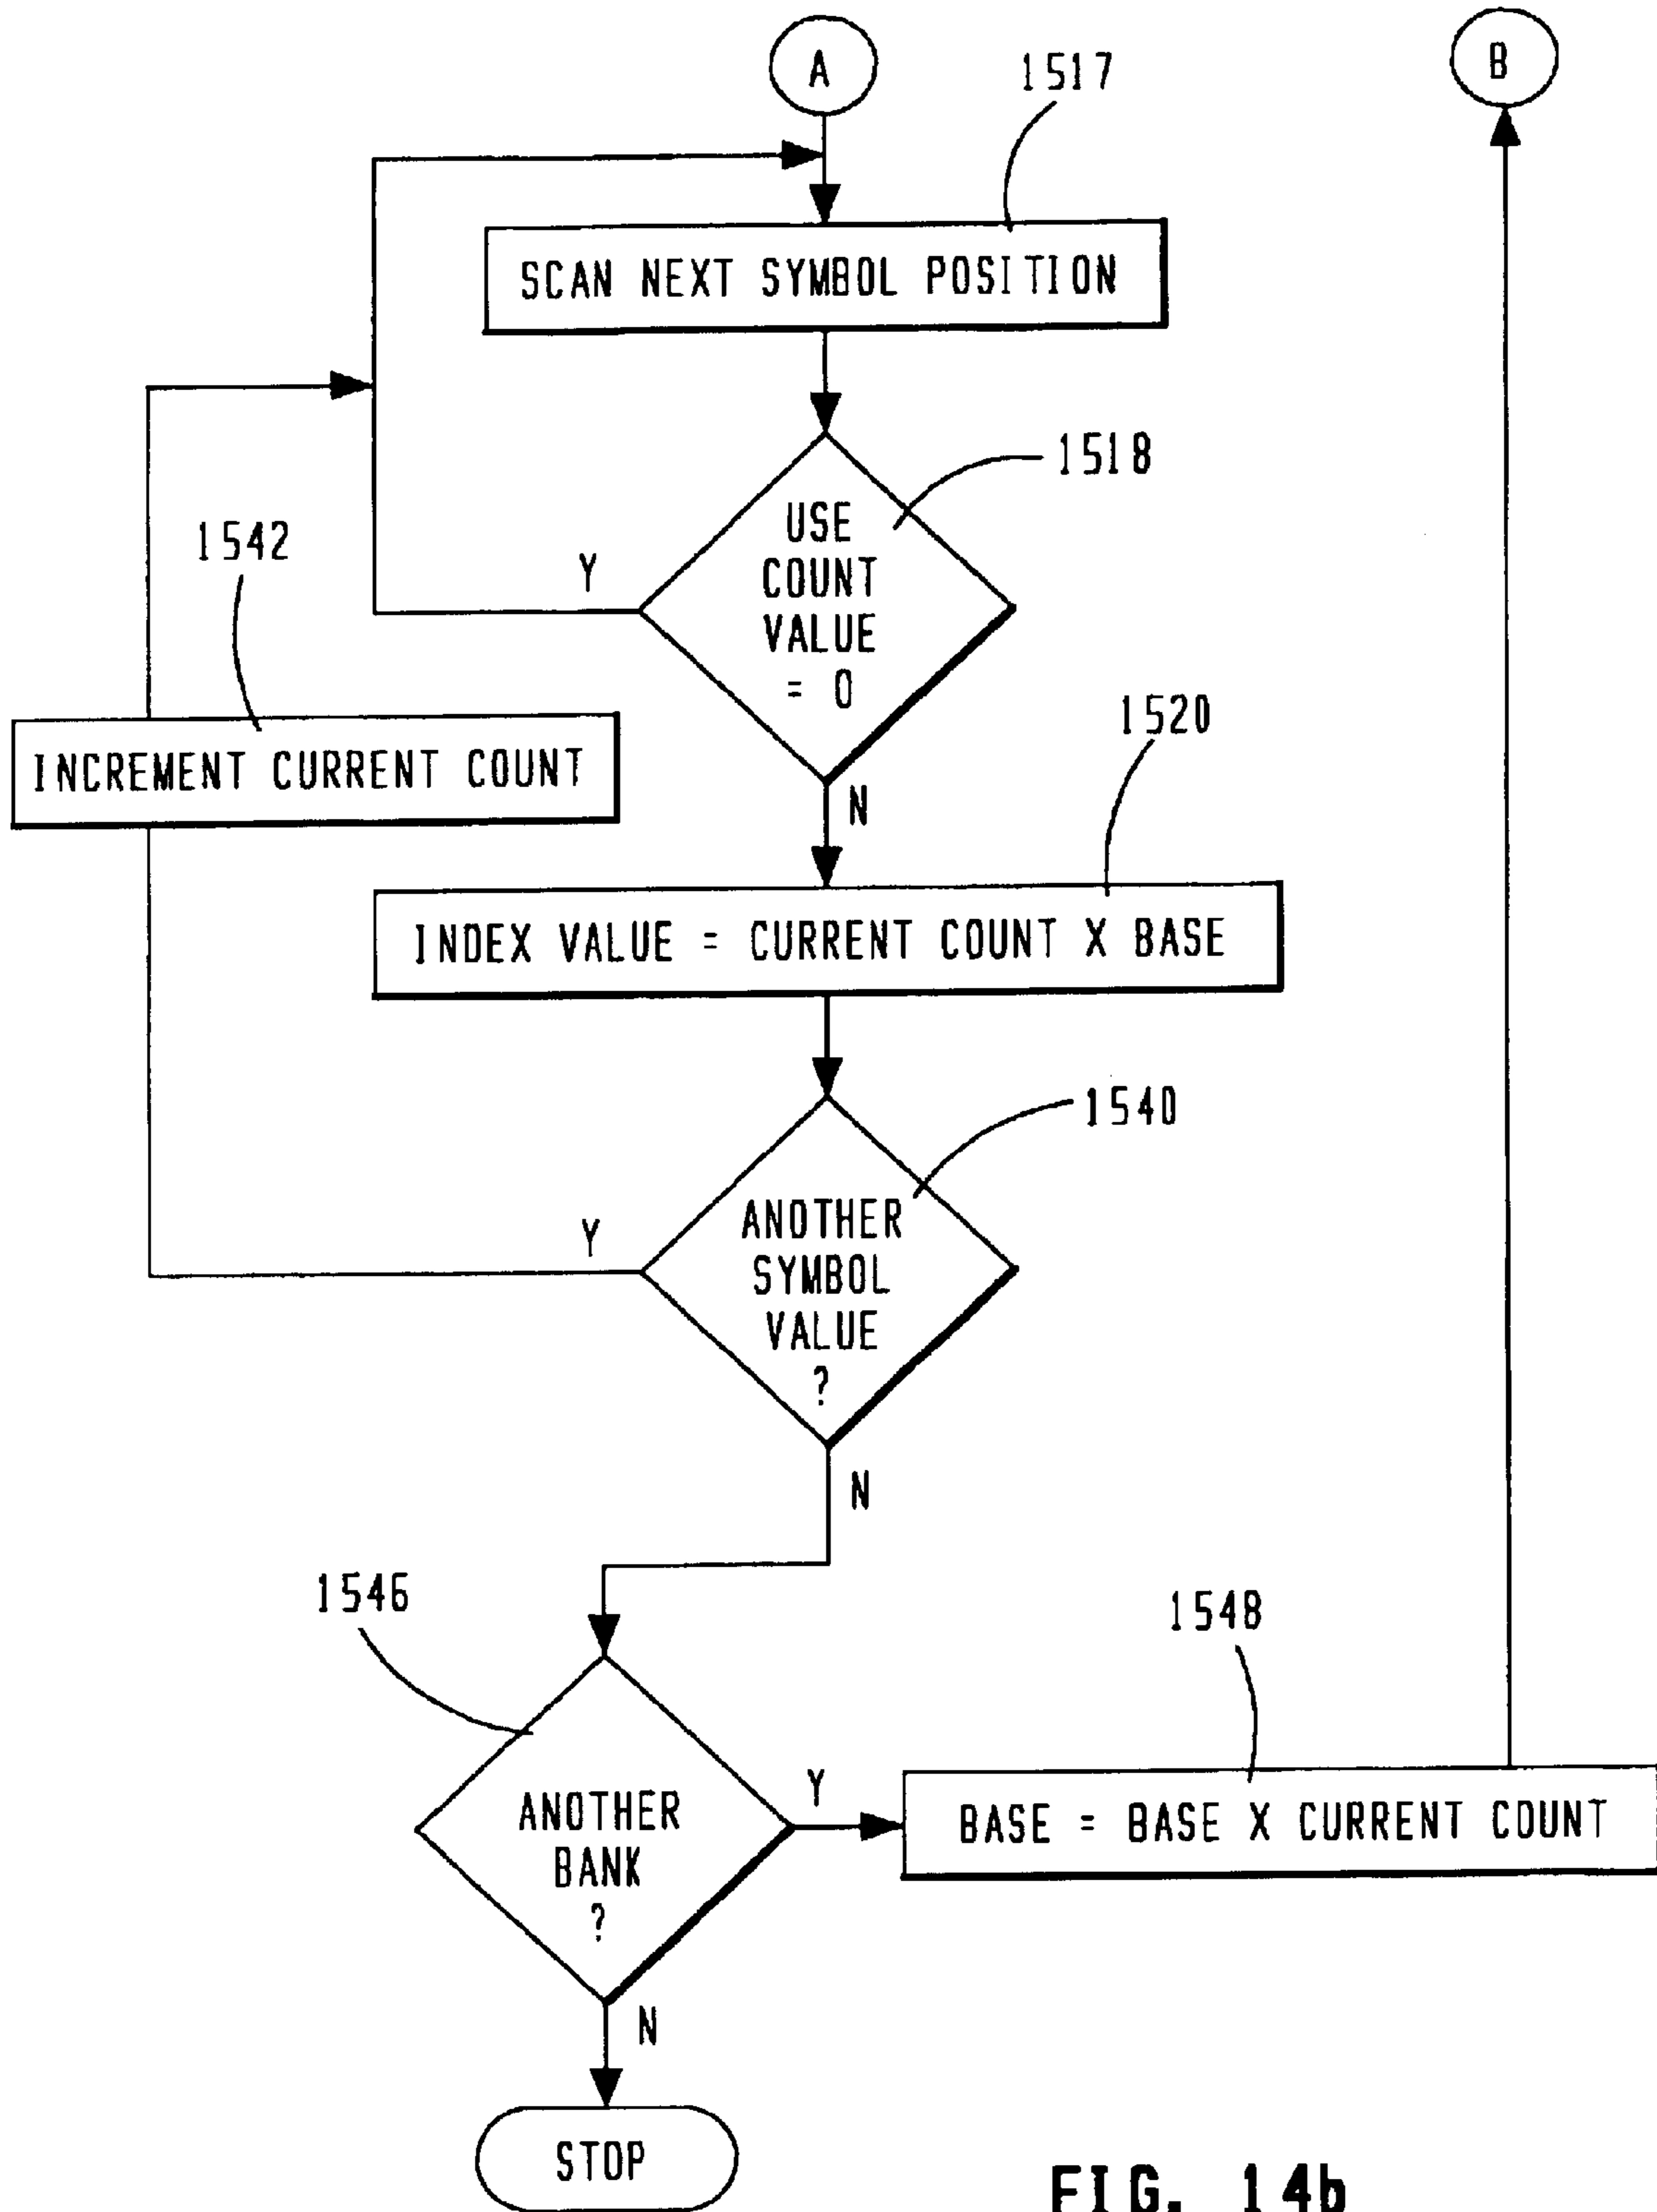 A
B
1517
SCAN NEXT SYMBOL POSITION
1518
USE
COUNT
VALUE
= 0
Y
N
1542
INCREMENT CURRENT COUNT
1520
INDEX VALUE = CURRENT COUNT X BASE
1540
ANOTHER
SYMBOL
VALUE
?
Y
N
1546
ANOTHER
BANK
?
Y
N
1548
BASE = BASE X CURRENT COUNT
STOP
FIG. 14b